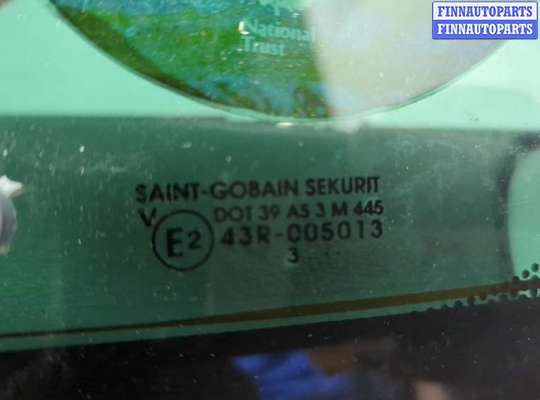 FINNAUTOPARTS
FINNAUTOPARTS
National
Trust
SAINT-GOBAIN SEKURIT
DOT 39 AS 3 M 445
V E2 43R-005013
3